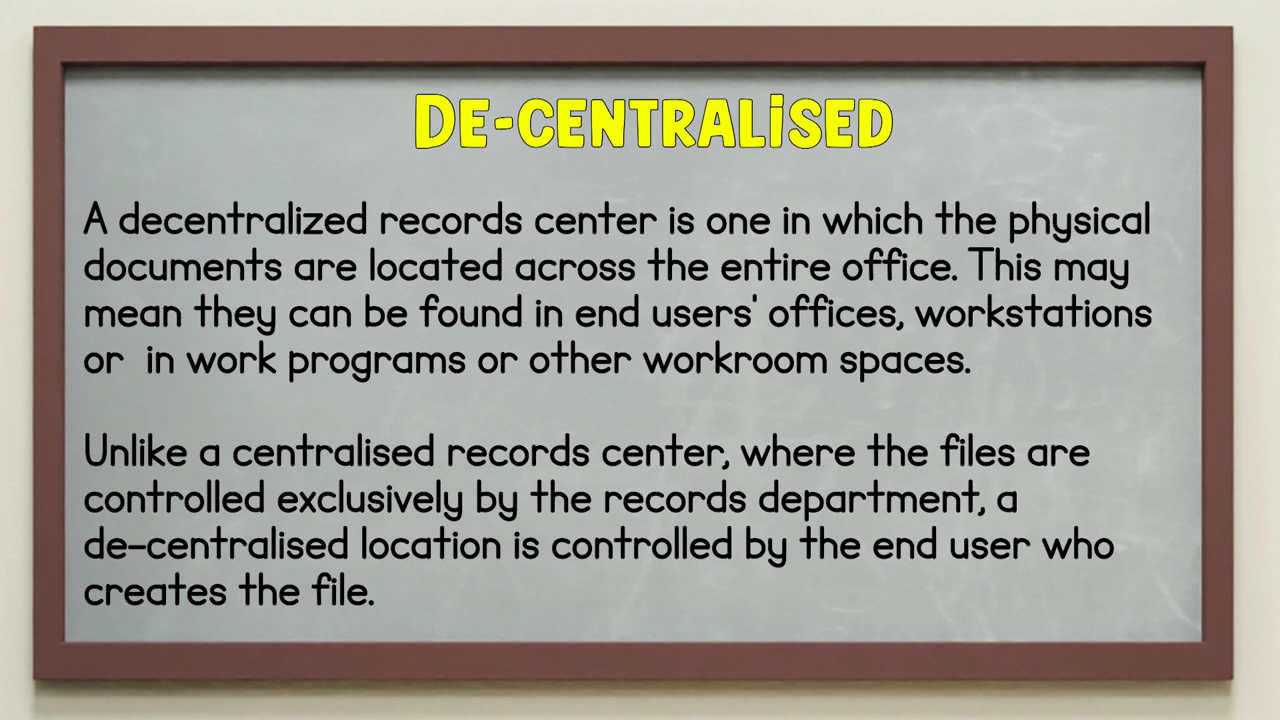 DE-CENTRALiSED
A decentralized records center is one in which the physical
documents are located across the entire office. This may
mean they can be found in end users' offices, workstations
or  in work programs or other workroom spaces.
Unlike a centralised records center, where the files are
controlled exclusively by the records department, a
de-centralised location is controlled by the end user who
creates the file.